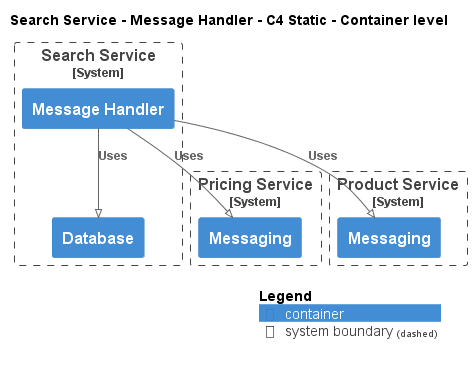 Search Service - Message Handler - C4 Static - Container level
Search Service
[System]
Message Handler
Uses
Uses
Uses
Pricing Service
[System]
Product Service
[System]
Database
Messaging
Messaging
Legend
container
system boundary (dashed)